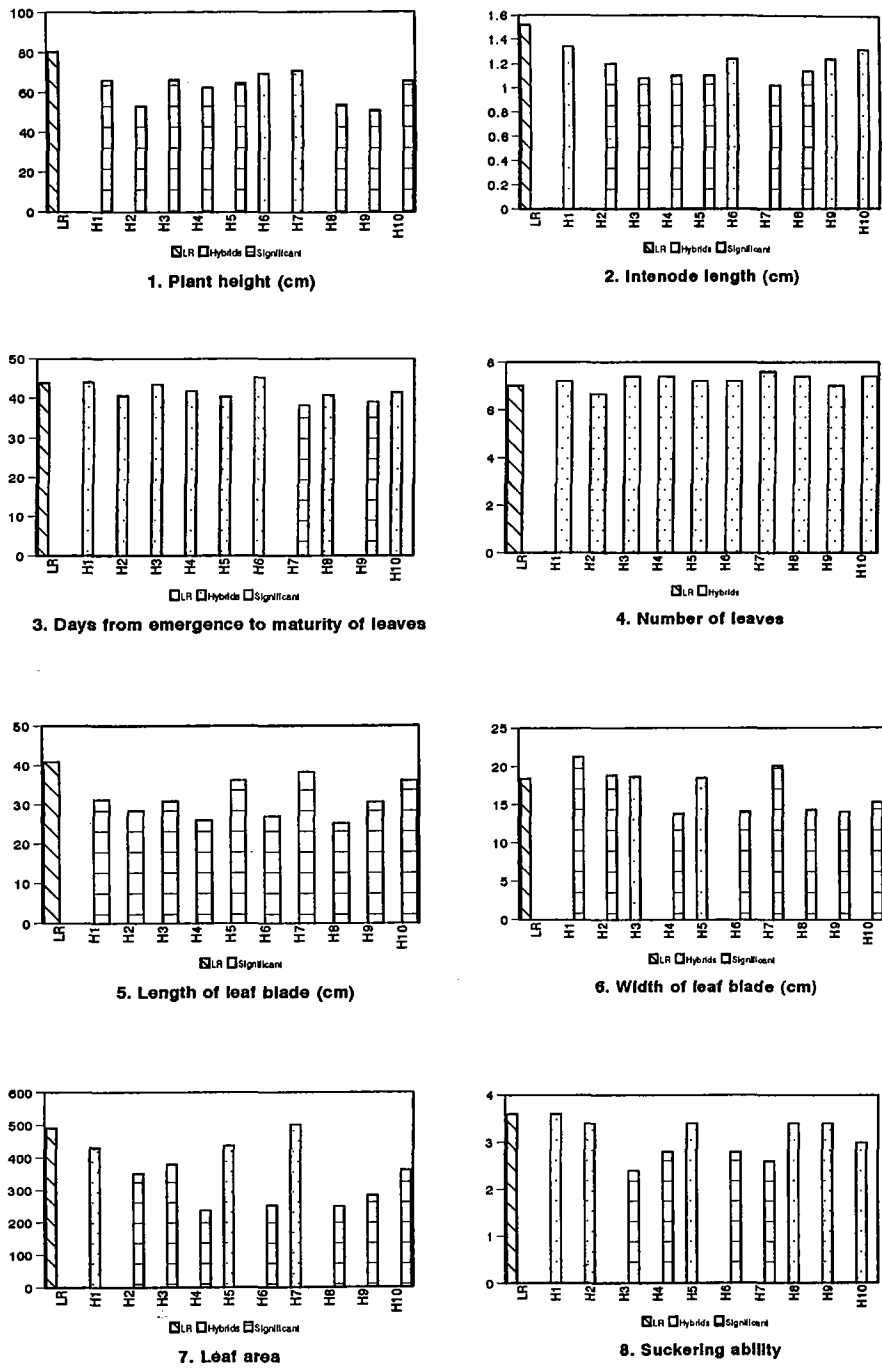 100
80
60
40
20
0
LR H1 H2 H3 H4 H5 H6 H7 H8 H9 H10
LR Hybrids Significant
1. Plant height (cm)
1.6
1.4
1.2
1
0.8
0.6
0.4
0.2
0
LR H1 H2 H3 H4 H5 H6 H7 H8 H9 H10
LR Hybrids Significant
2. Intenode length (cm)
50
40
30
20
10
0
LR H1 H2 H3 H4 H5 H6 H7 H8 H9 H10
LR Hybrids Significant
3. Days from emergence to maturity of leaves
8
6
4
2
0
LR H1 H2 H3 H4 H5 H6 H7 H8 H9 H10
LR Hybrids
4. Number of leaves
50
40
30
20
10
0
LR H1 H2 H3 H4 H5 H6 H7 H8 H9 H10
LR Significant
5. Length of leaf blade (cm)
25
20
15
10
5
0
LR H1 H2 H3 H4 H5 H6 H7 H8 H9 H10
LR Hybrids Significant
6. Width of leaf blade (cm)
600
500
400
300
200
100
0
LR H1 H2 H3 H4 H5 H6 H7 H8 H9 H10
LR Hybrids Significant
7. Leaf area
4
3
2
1
0
LR H1 H2 H3 H4 H5 H6 H7 H8 H9 H10
LR Hybrids Significant
8. Suckering ability